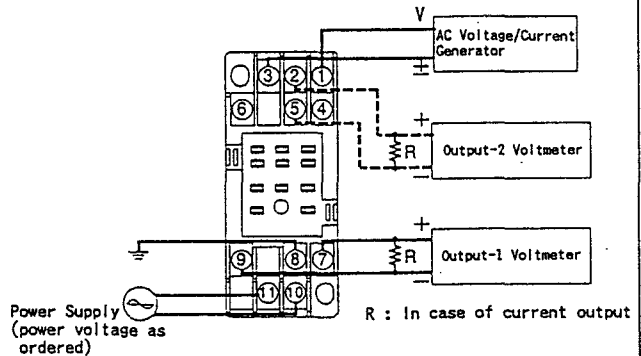 V
AC Voltage/Current
Generator
±
③ ② ①
⑥ ⑤ ④
+
R
Output-2 Voltmeter
−
+
R
Output-1 Voltmeter
−
⑨ ⑧ ⑦
⑪ ⑩
Power Supply
(power voltage as
ordered)
R : In case of current output